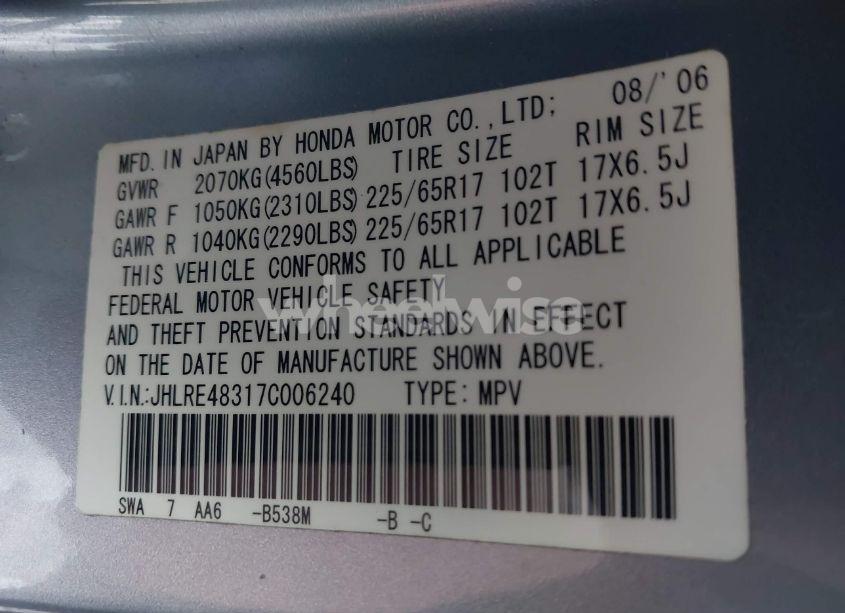 MFD. IN JAPAN BY HONDA MOTOR CO., LTD; 08/'06
GVWR 2070KG(4560LBS) TIRE SIZE RIM SIZE
GAWR F 1050KG(2310LBS) 225/65R17 102T 17X6.5J
GAWR R 1040KG(2290LBS) 225/65R17 102T 17X6.5J
THIS VEHICLE CONFORMS TO ALL APPLICABLE
FEDERAL MOTOR VEHICLE SAFETY
AND THEFT PREVENTION STANDARDS IN EFFECT
ON THE DATE OF MANUFACTURE SHOWN ABOVE.
V.I.N.:JHLRE48317C006240 TYPE: MPV
SWA 7 AA6 -B538M -B -C
wheelwise